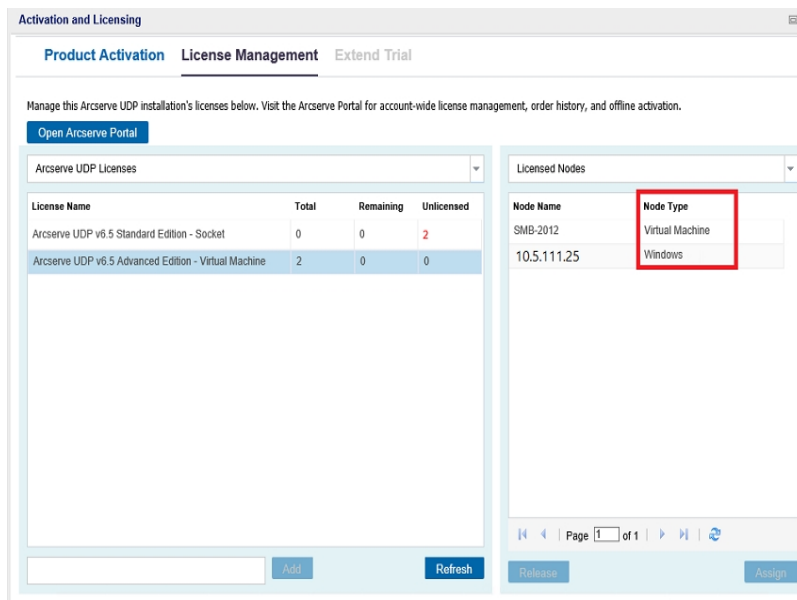 Activation and Licensing
Product Activation License Management Extend Trial
Manage this Arcserve UDP installation's licenses below. Visit the Arcserve Portal for account-wide license management, order history, and offline activation.
Open Arcserve Portal
Arcserve UDP Licenses
License Name Total Remaining Unlicensed
Arcserve UDP v6.5 Standard Edition - Socket 0 0 2
Arcserve UDP v6.5 Advanced Edition - Virtual Machine 2 0 0
Add Refresh
Licensed Nodes
Node Name Node Type
SMB-2012 Virtual Machine
10.5.111.25 Windows
Page 1 of 1
Release Assign